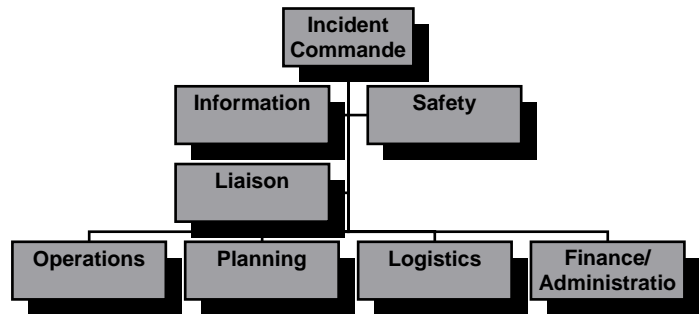 Incident
Commande
Information
Safety
Liaison
Operations
Planning
Logistics
Finance/
Administratio